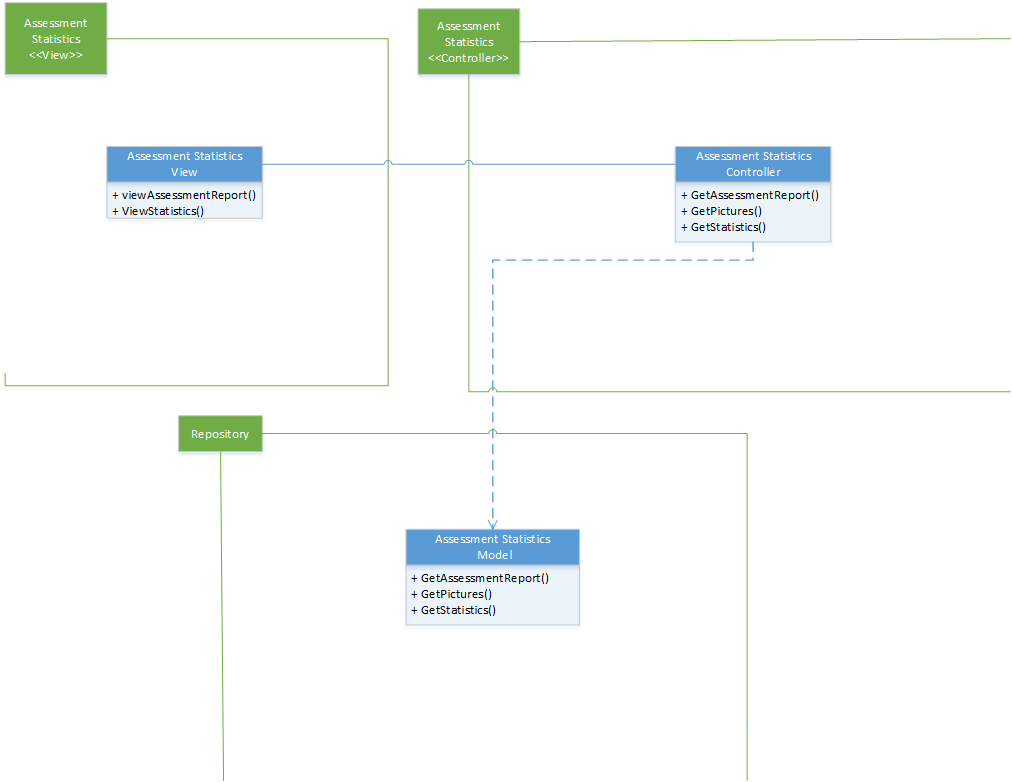 Assessment
Statistics
<<View>>
Assessment
Statistics
<<Controller>>
Assessment Statistics
View
+ viewAssessmentReport()
+ ViewStatistics()
Assessment Statistics
Controller
+ GetAssessmentReport()
+ GetPictures()
+ GetStatistics()
Repository
Assessment Statistics
Model
+ GetAssessmentReport()
+ GetPictures()
+ GetStatistics()